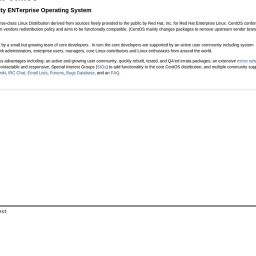 ty ENTerprise Operating System
rise-class Linux Distribution derived from sources freely provided to the public by Red Hat, Inc. for Red Hat Enterprise Linux. CentOS confor
m vendors redistribution policy and aims to be functionally compatible. (CentOS mainly changes packages to remove upstream vendor bran
by a small but growing team of core developers. In turn the core developers are supported by an active user community including system
rk administrators, enterprise users, managers, core Linux contributors and Linux enthusiasts from around the world.
us advantages including: an active and growing user community, quickly rebuilt, tested, and QA'ed errata packages, an extensive mirror net
contactable and responsive, Special Interest Groups (SIGs) to add functionality to the core CentOS distribution, and multiple community supp
Wiki, IRC Chat, Email Lists, Forums, Bugs Database, and an FAQ.